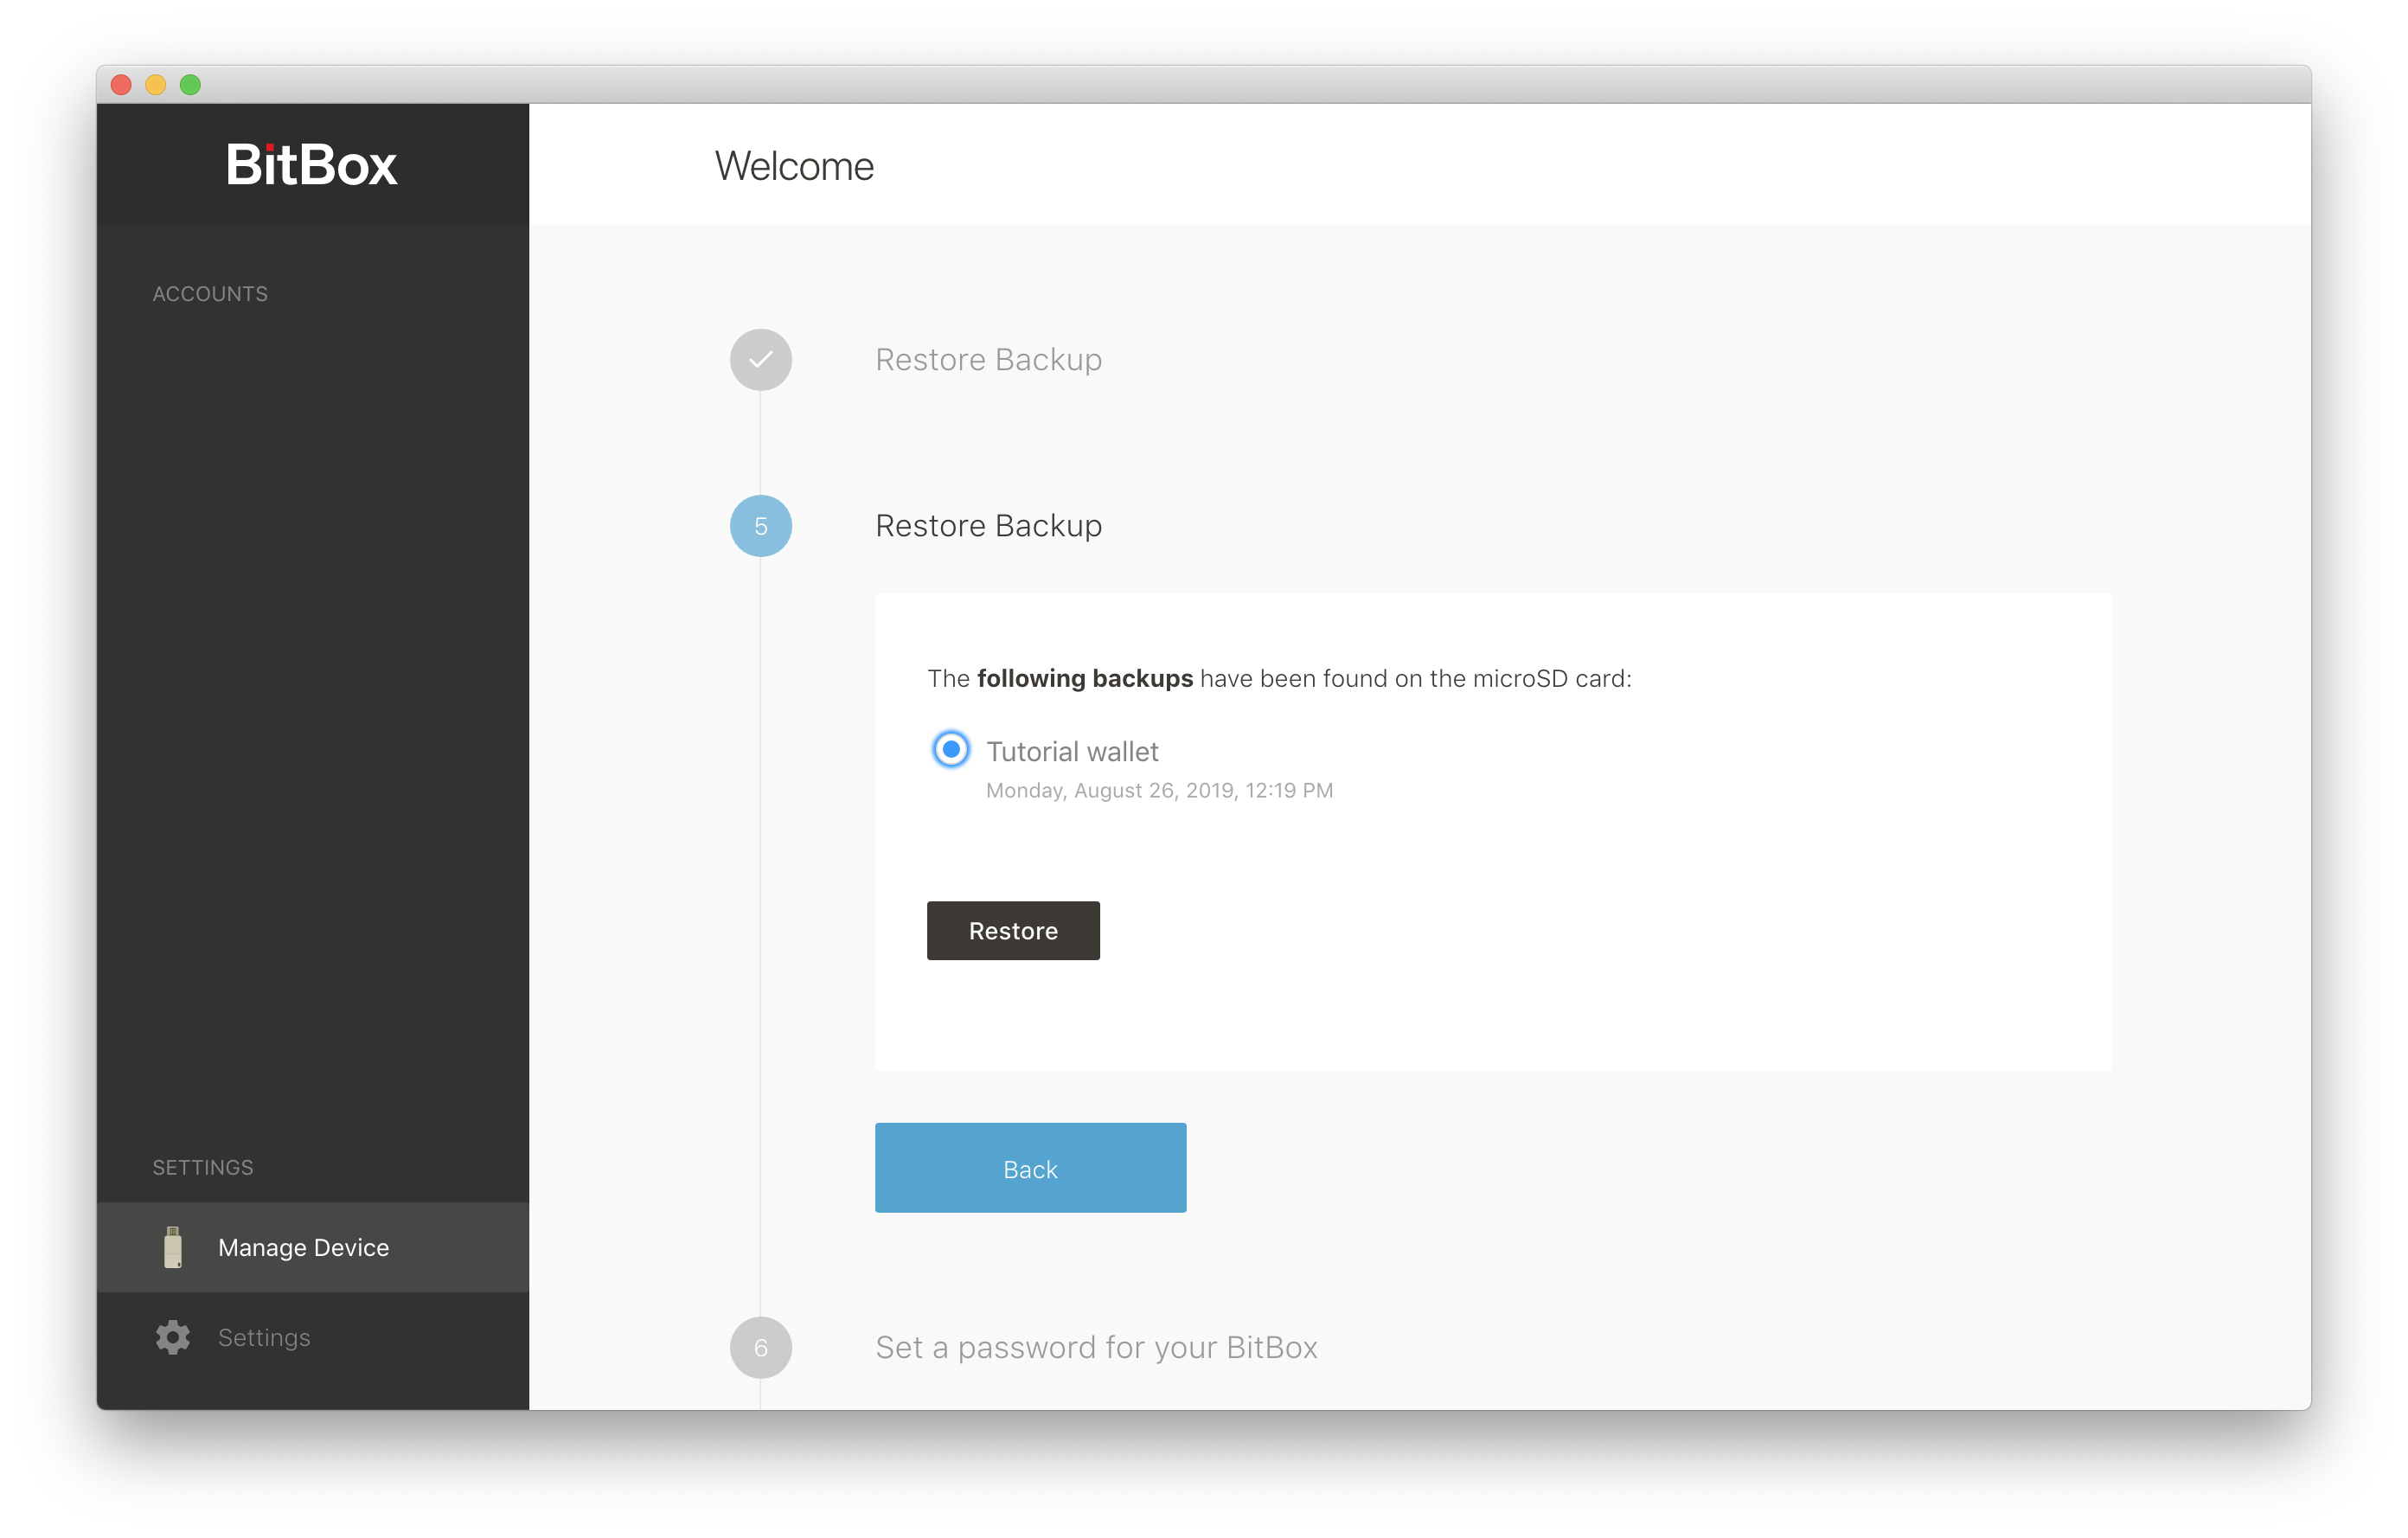 BitBox
Welcome
ACCOUNTS
Restore Backup
5
Restore Backup
The following backups have been found on the microSD card:
Tutorial wallet
Monday, August 26, 2019, 12:19 PM
Restore
Back
SETTINGS
Manage Device
Settings
6
Set a password for your BitBox